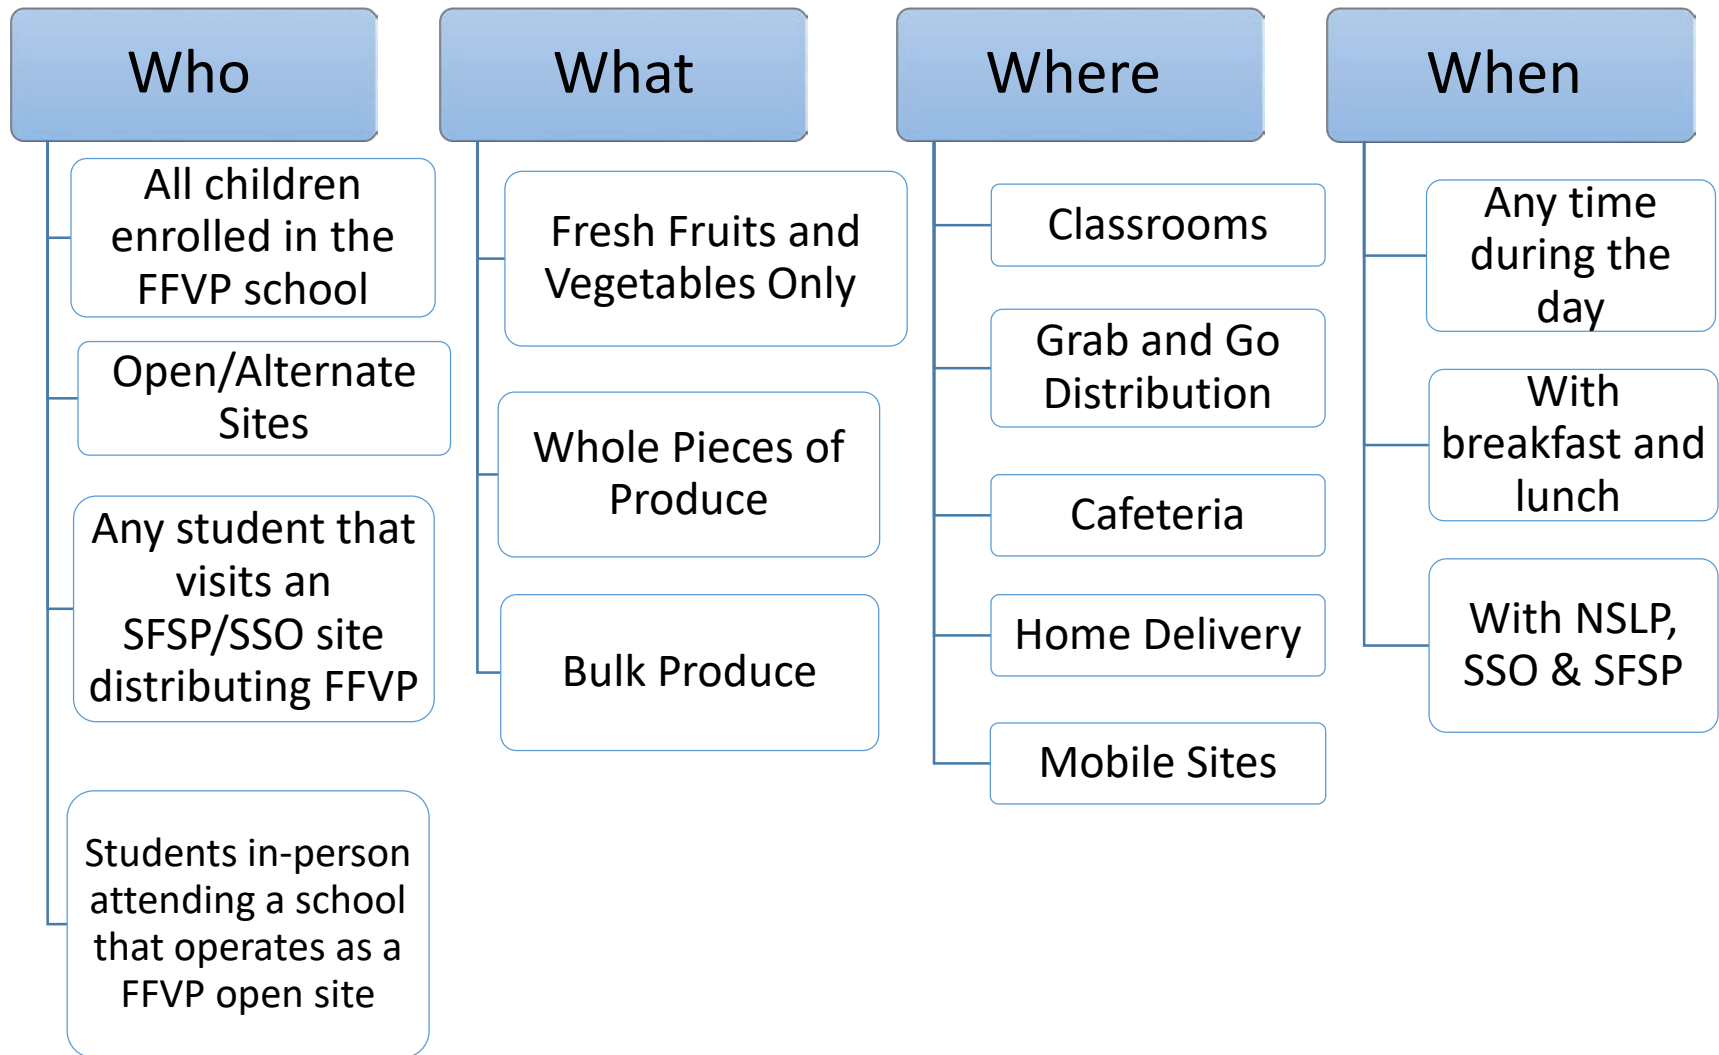 Who
All children
enrolled in the
FFVP school
Open/Alternate
Sites
Any student that
visits an
SFSP/SSO site
distributing FFVP
Students in-person
attending a school
that operates as a
FFVP open site
What
Fresh Fruits and
Vegetables Only
Whole Pieces of
Produce
Bulk Produce
Where
Classrooms
Grab and Go
Distribution
Cafeteria
Home Delivery
Mobile Sites
When
Any time
during the
day
With
breakfast and
lunch
With NSLP,
SSO & SFSP